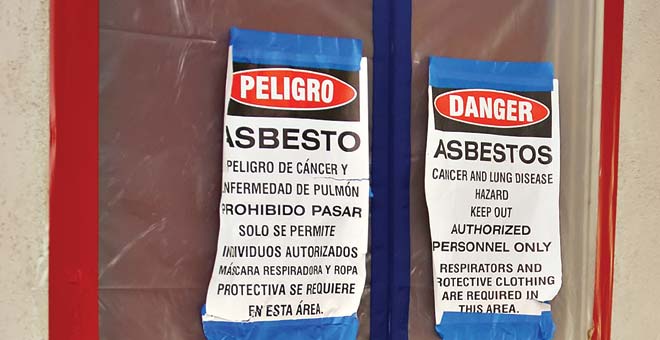 PELIGRO
ASBESTO
PELIGRO DE CÁNCER Y
ENFERMEDAD DE PULMÓN
PROHIBIDO PASAR
SOLO SE PERMITE
INDIVIDUOS AUTORIZADOS
MÁSCARA RESPIRADORA Y ROPA
PROTECTIVA SE REQUIERE
EN ESTA ÁREA.
DANGER
ASBESTOS
CANCER AND LUNG DISEASE
HAZARD
KEEP OUT
AUTHORIZED
PERSONNEL ONLY
RESPIRATORS AND
PROTECTIVE CLOTHING
ARE REQUIRED IN
THIS AREA.